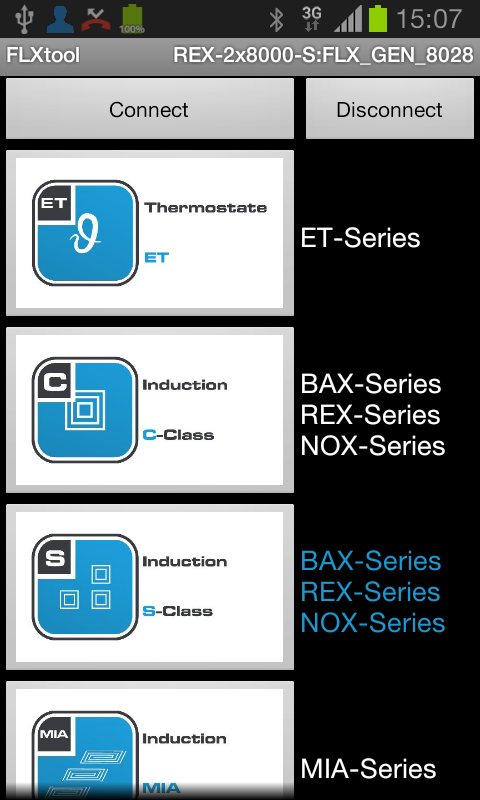 100%
3G
15:07
FLXtool
REX-2x8000-S:FLX_GEN_8028
Connect
Disconnect
ET
Thermostate
ET
ET-Series
C
Induction
C-Class
BAX-Series
REX-Series
NOX-Series
S
Induction
S-Class
BAX-Series
REX-Series
NOX-Series
MIA
Induction
MIA
MIA-Series